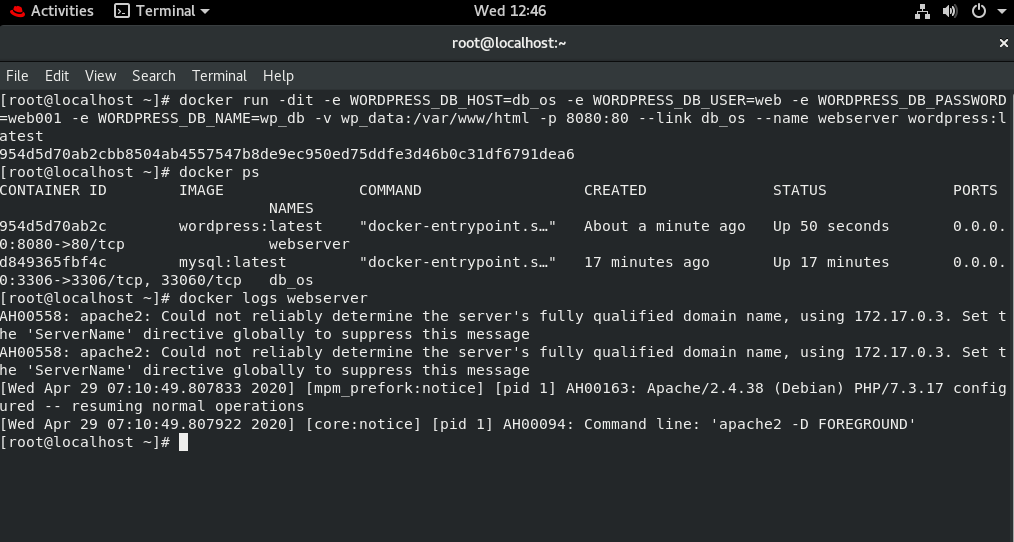 Activities Terminal Wed 12:46
root@localhost:~
File Edit View Search Terminal Help
[root@localhost ~]# docker run -dit -e WORDPRESS_DB_HOST=db_os -e WORDPRESS_DB_USER=web -e WORDPRESS_DB_PASSWORD
=web001 -e WORDPRESS_DB_NAME=wp_db -v wp_data:/var/www/html -p 8080:80 --link db_os --name webserver wordpress:l
atest
954d5d70ab2cbb8504ab4557547b8de9ec950ed75ddfe3d46b0c31df6791dea6
[root@localhost ~]# docker ps
CONTAINER ID        IMAGE               COMMAND                  CREATED              STATUS              PORTS
                              NAMES
954d5d70ab2c        wordpress:latest    "docker-entrypoint.s…"   About a minute ago   Up 50 seconds       0.0.0.
0:8080->80/tcp                webserver
d849365fbf4c        mysql:latest        "docker-entrypoint.s…"   17 minutes ago       Up 17 minutes       0.0.0.
0:3306->3306/tcp, 33060/tcp   db_os
[root@localhost ~]# docker logs webserver
AH00558: apache2: Could not reliably determine the server's fully qualified domain name, using 172.17.0.3. Set t
he 'ServerName' directive globally to suppress this message
AH00558: apache2: Could not reliably determine the server's fully qualified domain name, using 172.17.0.3. Set t
he 'ServerName' directive globally to suppress this message
[Wed Apr 29 07:10:49.807833 2020] [mpm_prefork:notice] [pid 1] AH00163: Apache/2.4.38 (Debian) PHP/7.3.17 config
ured -- resuming normal operations
[Wed Apr 29 07:10:49.807922 2020] [core:notice] [pid 1] AH00094: Command line: 'apache2 -D FOREGROUND'
[root@localhost ~]#